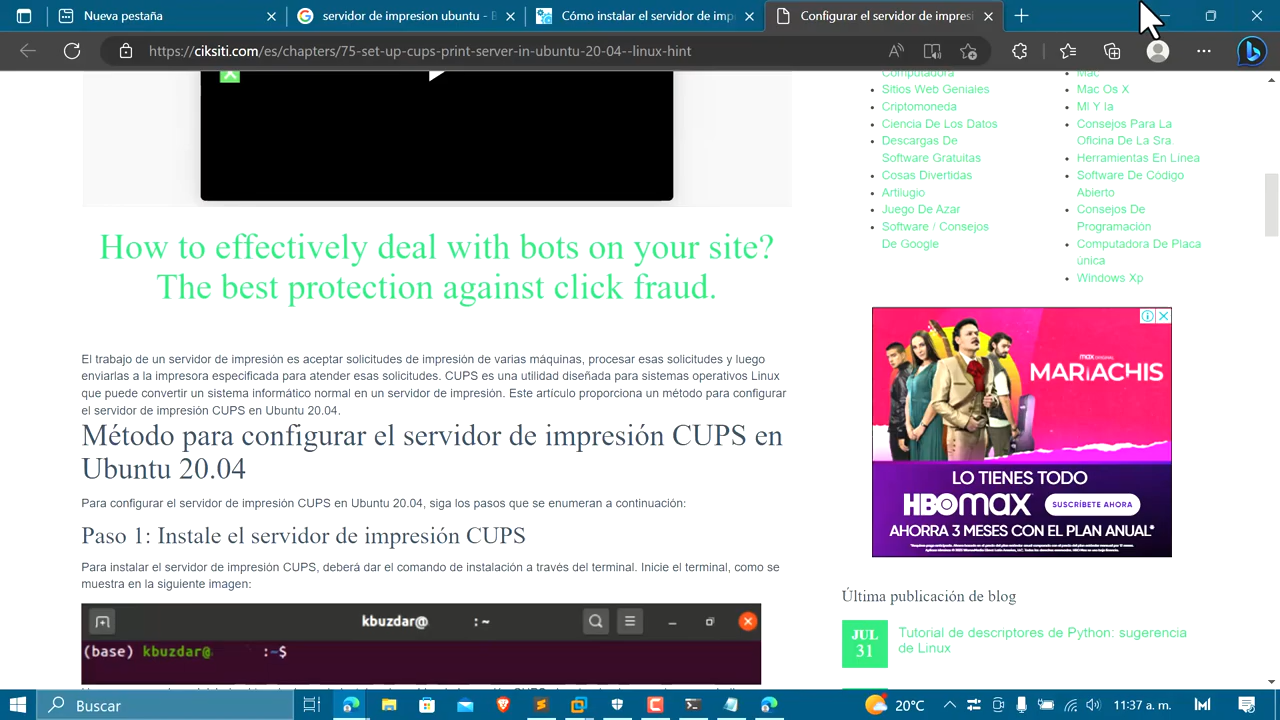 Nueva pestaña
servidor de impresion ubuntu - B
Cómo instalar el servidor de impr
Configurar el servidor de impresi
https://ciksiti.com/es/chapters/75-set-up-cups-print-server-in-ubuntu-20-04--linux-hint
Computadora
Sitios Web Geniales
Criptomoneda
Ciencia De Los Datos
Descargas De
Software Gratuitas
Cosas Divertidas
Artilugio
Juego De Azar
Software / Consejos
De Google
Mac
Mac Os X
Ml Y Ia
Consejos Para La
Oficina De La Sra
Herramientas En Línea
Software De Código
Abierto
Consejos De
Programación
Computadora De Placa
única
Windows Xp
How to effectively deal with bots on your site?
The best protection against click fraud.
El trabajo de un servidor de impresión es aceptar solicitudes de impresión de varias máquinas, procesar esas solicitudes y luego
enviarlas a la impresora especificada para atender esas solicitudes. CUPS es una utilidad diseñada para sistemas operativos Linux
que puede convertir un sistema informático normal en un servidor de impresión. Este artículo proporciona un método para configurar
el servidor de impresión CUPS en Ubuntu 20.04.
Método para configurar el servidor de impresión CUPS en
Ubuntu 20.04
Para configurar el servidor de impresión CUPS en Ubuntu 20.04, siga los pasos que se enumeran a continuación:
Paso 1: Instale el servidor de impresión CUPS
Para instalar el servidor de impresión CUPS, deberá dar el comando de instalación a través del terminal. Inicie el terminal, como se
muestra en la siguiente imagen:
kbuzdar@ : ~
(base) kbuzdar@ :~$
max ORIGINAL
MARIACHIS
LO TIENES TODO
HBOMAX
SUSCRÍBETE AHORA
AHORRA 3 MESES CON EL PLAN ANUAL*
Última publicación de blog
JUL
31
Tutorial de descriptores de Python: sugerencia
de Linux
Buscar
20°C
11:37 a. m.